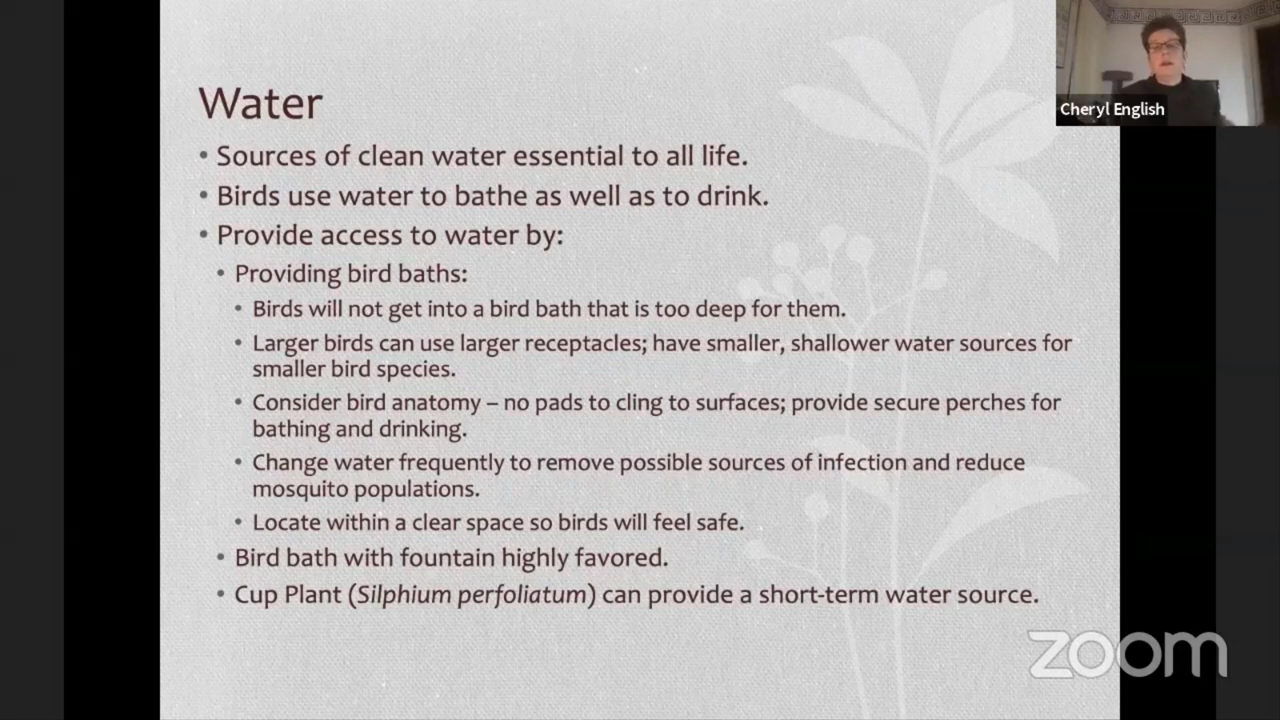 Water
• Sources of clean water essential to all life.
• Birds use water to bathe as well as to drink.
• Provide access to water by:
• Providing bird baths:
• Birds will not get into a bird bath that is too deep for them.
• Larger birds can use larger receptacles; have smaller, shallower water sources for
smaller bird species.
• Consider bird anatomy – no pads to cling to surfaces; provide secure perches for
bathing and drinking.
• Change water frequently to remove possible sources of infection and reduce
mosquito populations.
• Locate within a clear space so birds will feel safe.
• Bird bath with fountain highly favored.
• Cup Plant (Silphium perfoliatum) can provide a short-term water source.
Cheryl English
zoom